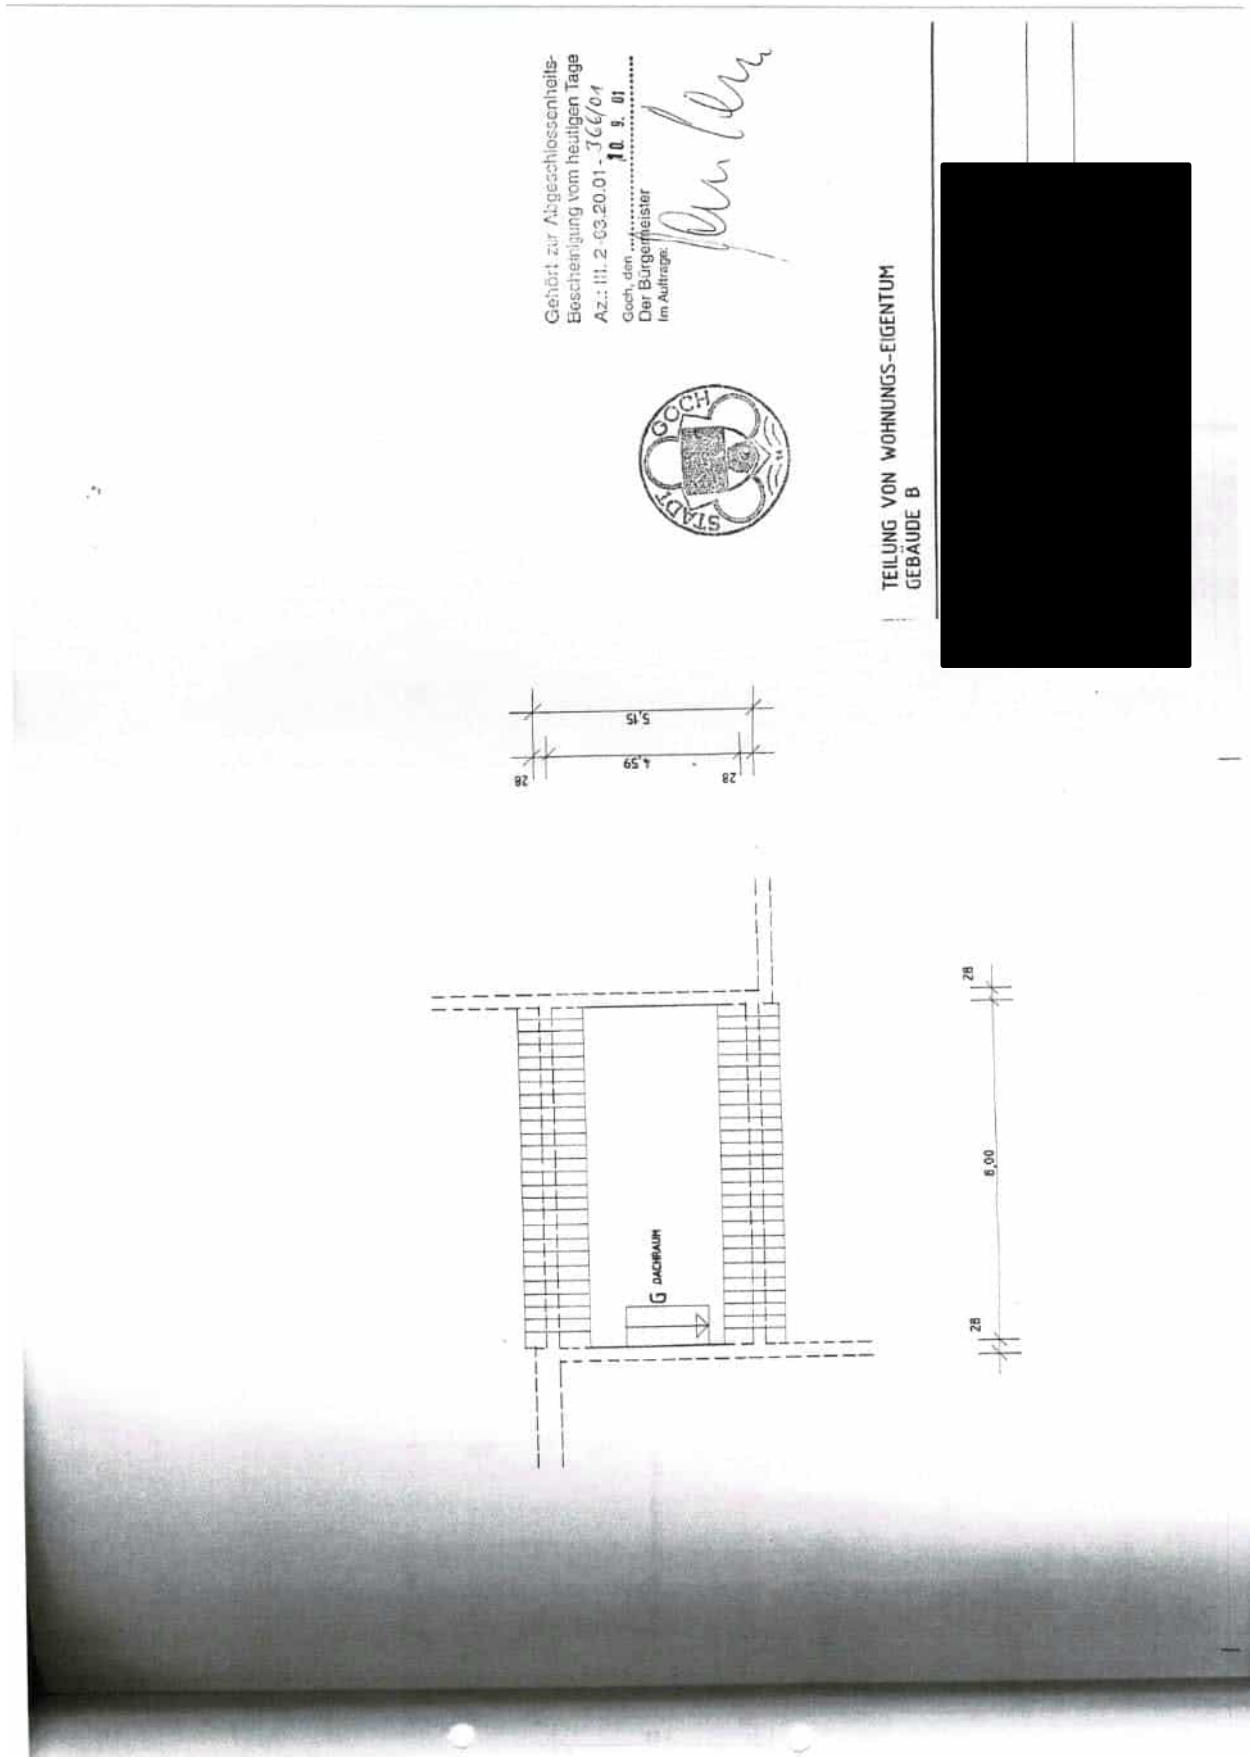 Gehört zur Abgeschlossenheits-
Bescheinigung vom heutigen Tage
Az.: III. 2-03.20.01 - 366/01
Goch, den 10. 9. 01
Der Bürgermeister
Im Auftrage:
STADT GOCH
TEILUNG VON WOHNUNGS-EIGENTUM
GEBÄUDE B
5,15
28
4,59
28
G DACHRAUM
28
8,00
28